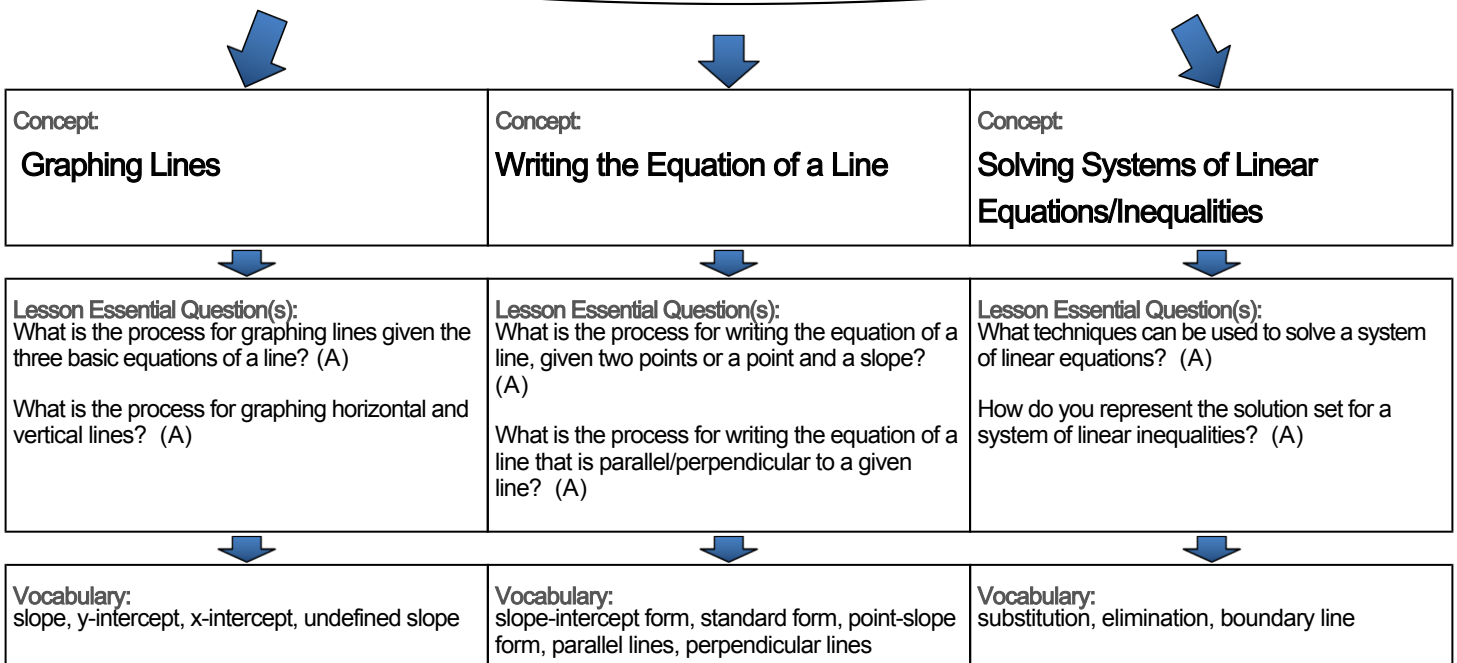 Concept:
Graphing Lines
Concept:
Writing the Equation of a Line
Concept:
Solving Systems of Linear
Equations/Inequalities
Lesson Essential Question(s):
What is the process for graphing lines given the
three basic equations of a line? (A)
What is the process for graphing horizontal and
vertical lines? (A)
Lesson Essential Question(s):
What is the process for writing the equation of a
line, given two points or a point and a slope?
(A)
What is the process for writing the equation of a
line that is parallel/perpendicular to a given
line? (A)
Lesson Essential Question(s):
What techniques can be used to solve a system
of linear equations? (A)
How do you represent the solution set for a
system of linear inequalities? (A)
Vocabulary:
slope, y-intercept, x-intercept, undefined slope
Vocabulary:
slope-intercept form, standard form, point-slope
form, parallel lines, perpendicular lines
Vocabulary:
substitution, elimination, boundary line